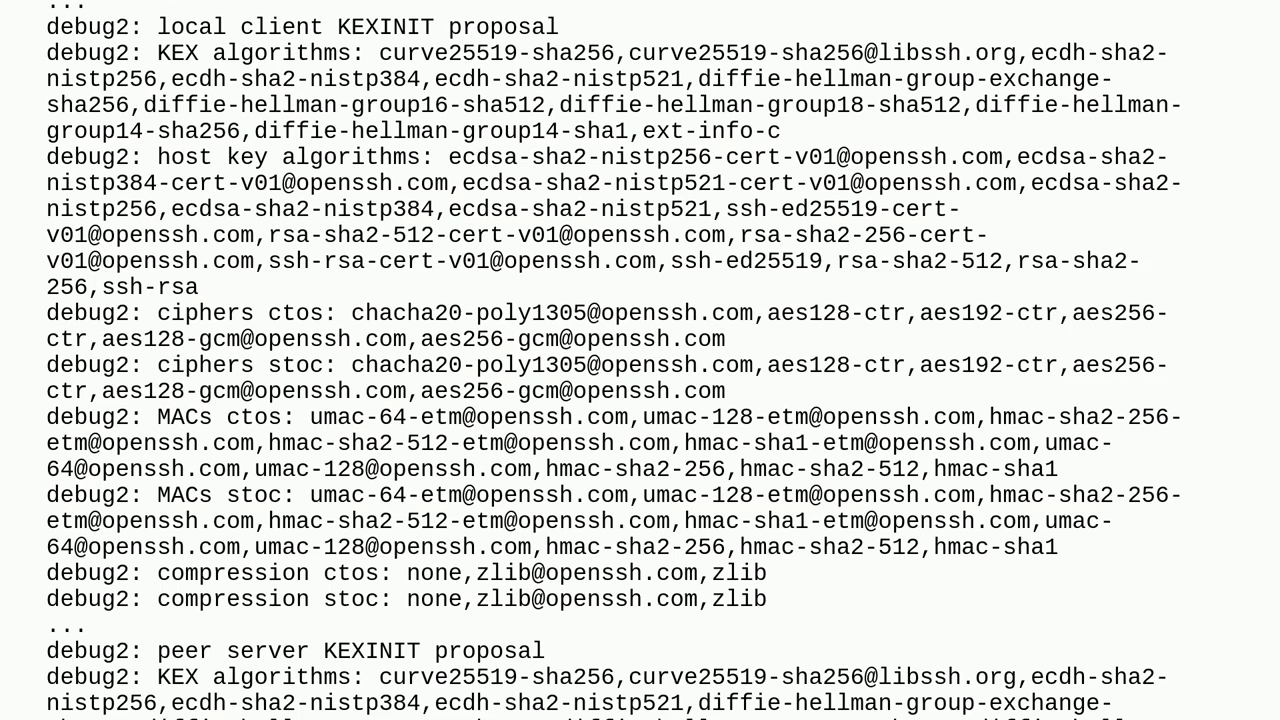 ...
debug2: local client KEXINIT proposal
debug2: KEX algorithms: curve25519-sha256,curve25519-sha256@libssh.org,ecdh-sha2-
nistp256,ecdh-sha2-nistp384,ecdh-sha2-nistp521,diffie-hellman-group-exchange-
sha256,diffie-hellman-group16-sha512,diffie-hellman-group18-sha512,diffie-hellman-
group14-sha256,diffie-hellman-group14-sha1,ext-info-c
debug2: host key algorithms: ecdsa-sha2-nistp256-cert-v01@openssh.com,ecdsa-sha2-
nistp384-cert-v01@openssh.com,ecdsa-sha2-nistp521-cert-v01@openssh.com,ecdsa-sha2-
nistp256,ecdsa-sha2-nistp384,ecdsa-sha2-nistp521,ssh-ed25519-cert-
v01@openssh.com,rsa-sha2-512-cert-v01@openssh.com,rsa-sha2-256-cert-
v01@openssh.com,ssh-rsa-cert-v01@openssh.com,ssh-ed25519,rsa-sha2-512,rsa-sha2-
256,ssh-rsa
debug2: ciphers ctos: chacha20-poly1305@openssh.com,aes128-ctr,aes192-ctr,aes256-
ctr,aes128-gcm@openssh.com,aes256-gcm@openssh.com
debug2: ciphers stoc: chacha20-poly1305@openssh.com,aes128-ctr,aes192-ctr,aes256-
ctr,aes128-gcm@openssh.com,aes256-gcm@openssh.com
debug2: MACs ctos: umac-64-etm@openssh.com,umac-128-etm@openssh.com,hmac-sha2-256-
etm@openssh.com,hmac-sha2-512-etm@openssh.com,hmac-sha1-etm@openssh.com,umac-
64@openssh.com,umac-128@openssh.com,hmac-sha2-256,hmac-sha2-512,hmac-sha1
debug2: MACs stoc: umac-64-etm@openssh.com,umac-128-etm@openssh.com,hmac-sha2-256-
etm@openssh.com,hmac-sha2-512-etm@openssh.com,hmac-sha1-etm@openssh.com,umac-
64@openssh.com,umac-128@openssh.com,hmac-sha2-256,hmac-sha2-512,hmac-sha1
debug2: compression ctos: none,zlib@openssh.com,zlib
debug2: compression stoc: none,zlib@openssh.com,zlib
...
debug2: peer server KEXINIT proposal
debug2: KEX algorithms: curve25519-sha256,curve25519-sha256@libssh.org,ecdh-sha2-
nistp256,ecdh-sha2-nistp384,ecdh-sha2-nistp521,diffie-hellman-group-exchange-